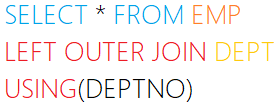 SELECT * FROM EMP
LEFT OUTER JOIN DEPT
USING(DEPTNO)